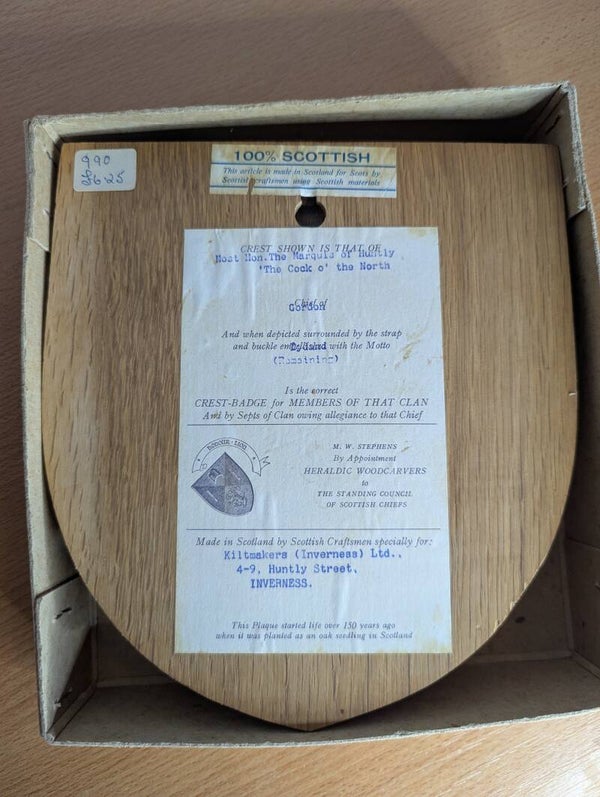 990
£6·25
100% SCOTTISH
This article is made in Scotland for Scots by
Scottish craftsmen using Scottish materials
CREST SHOWN IS THAT OF
Most Hon. The Marquis of Huntly
'The Cock o' the North
Chief of
Gordon
And when depicted surrounded by the strap
and buckle with the Motto
Bydand
(Remaining)
Is the correct
CREST-BADGE for MEMBERS OF THAT CLAN
And by Septs of Clan owing allegiance to that Chief
B M
M. W. STEPHENS
By Appointment
HERALDIC WOODCARVERS
to
THE STANDING COUNCIL
OF SCOTTISH CHIEFS
Made in Scotland by Scottish Craftsmen specially for:
Kiltmakers (Inverness) Ltd.,
4-9, Huntly Street,
INVERNESS.
This Plaque started life over 150 years ago
when it was planted as an oak seedling in Scotland